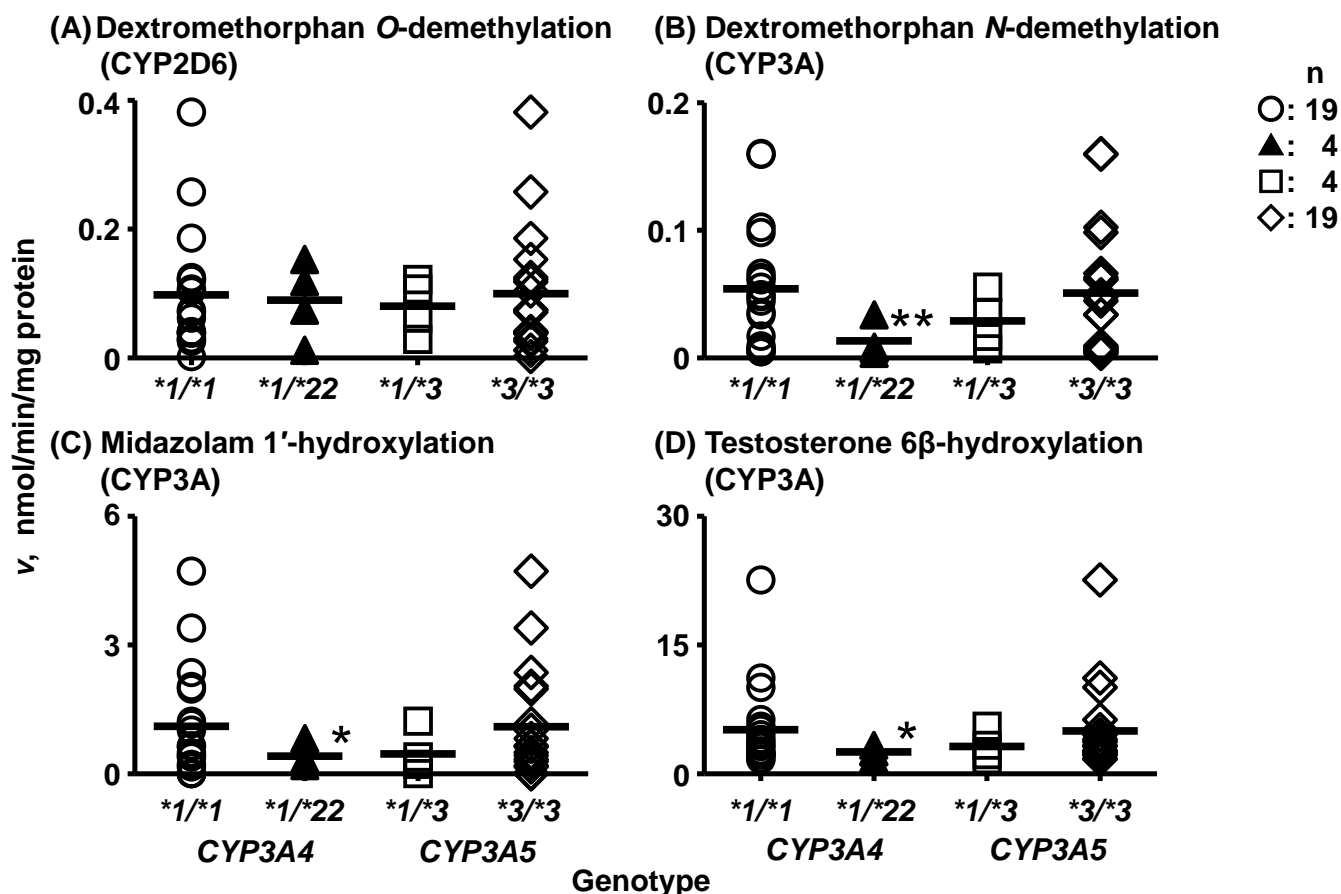 (A) Dextromethorphan O-demethylation
(CYP2D6)
0.4
0.2
0
*1/*1 *1/*22 *1/*3 *3/*3
(B) Dextromethorphan N-demethylation
(CYP3A)
0.2
0.1
0
**
*1/*1 *1/*22 *1/*3 *3/*3
n
: 19
: 4
: 4
: 19
v, nmol/min/mg protein
(C) Midazolam 1′-hydroxylation
(CYP3A)
6
3
0
*
*1/*1 *1/*22 *1/*3 *3/*3
CYP3A4 CYP3A5
(D) Testosterone 6β-hydroxylation
(CYP3A)
30
15
0
*
*1/*1 *1/*22 *1/*3 *3/*3
CYP3A4 CYP3A5
Genotype